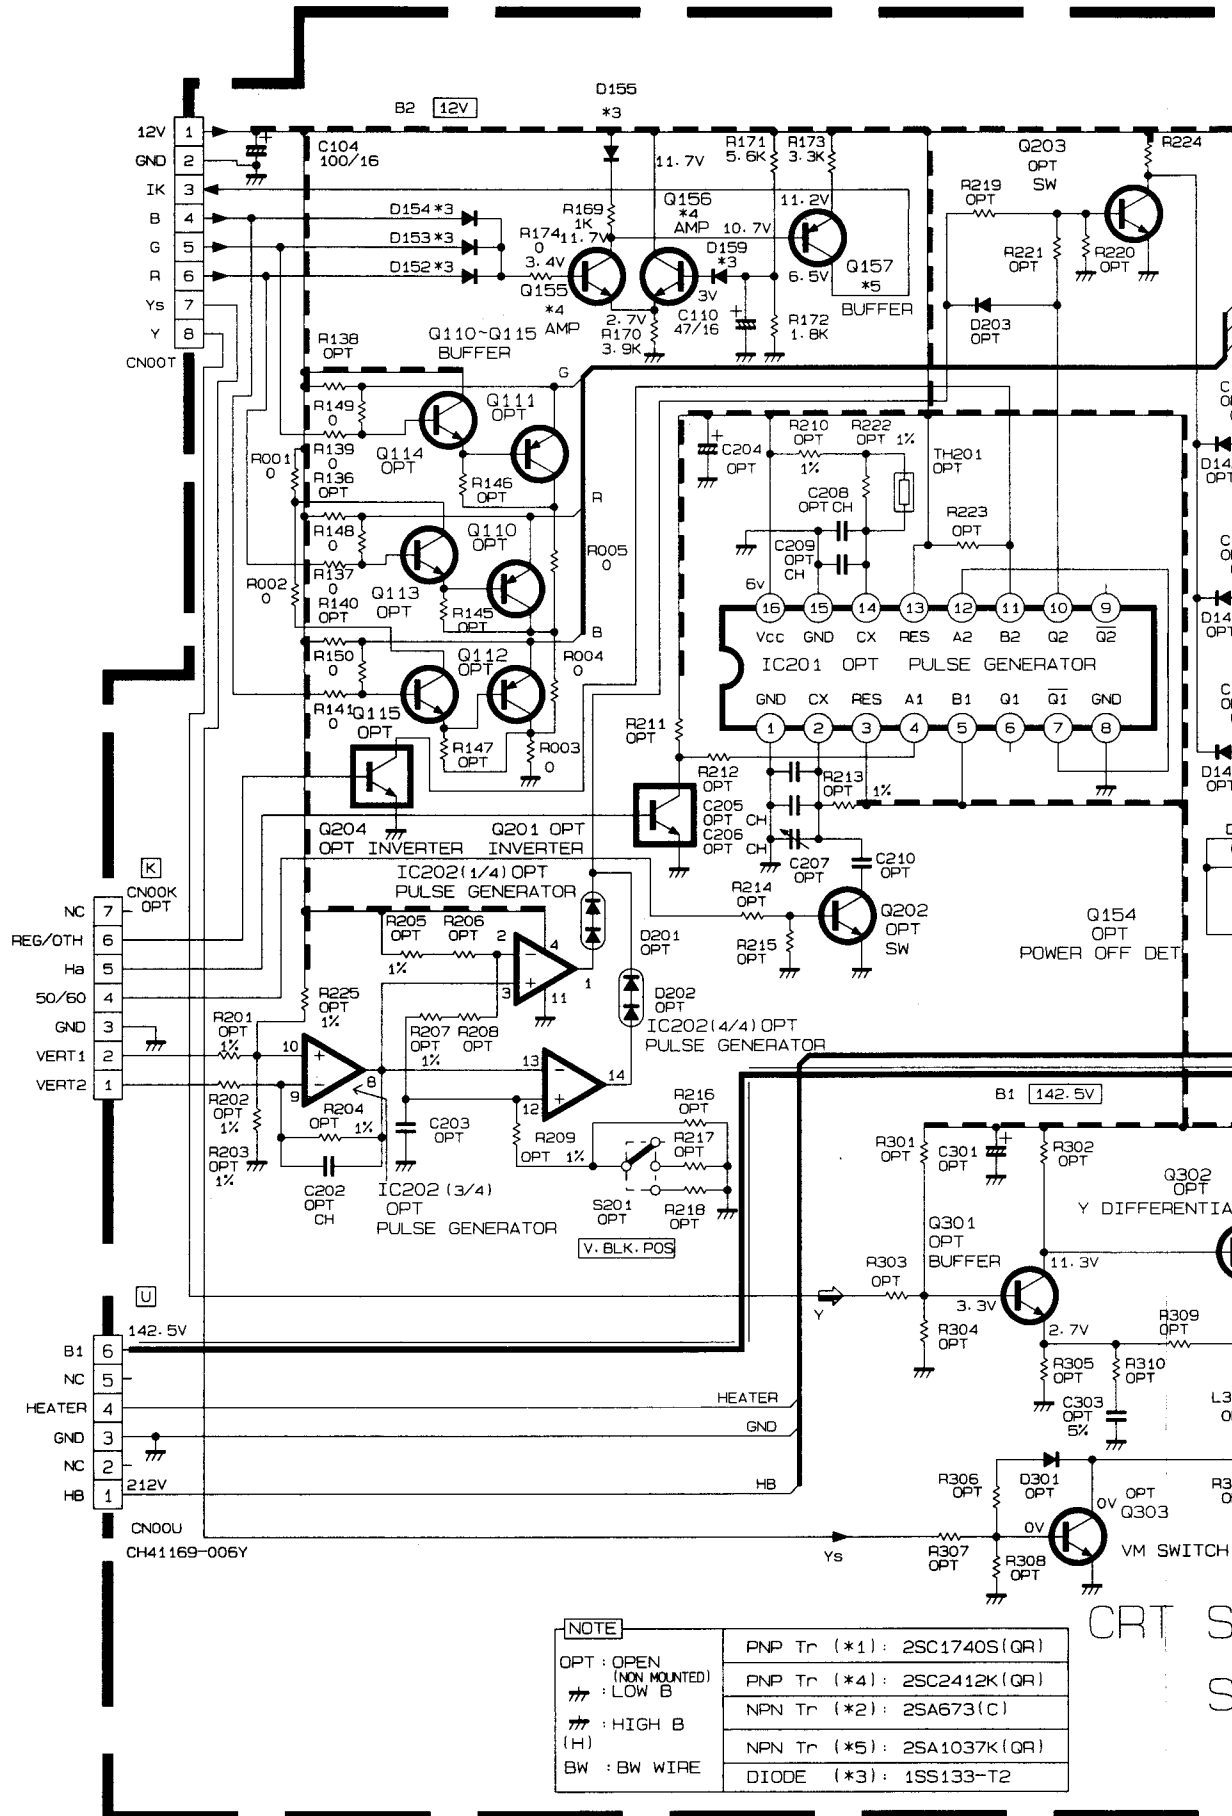 D155
*3
B2 12V
12V 1
GND 2
IK 3
B 4
G 5
R 6
Ys 7
Y 8
CN00T
C104
100/16
D154 *3
D153 *3
D152 *3
R169
1K
R174
0
11.7V
3.4V
Q155
*4
AMP
2.7V
R170
3.9K
11.7V
Q156
*4
AMP
10.7V
D159
*3
3V
C110
47/16
R171
5.6K
R173
3.3K
11.2V
6.5V
Q157
*5
BUFFER
R172
1.8K
Q203
OPT
SW
R224
R219
OPT
R221
OPT
R220
OPT
D203
OPT
Q110~Q115
BUFFER
R138
OPT
R149
0
R139
0
R136
OPT
R001
0
R148
0
R137
0
R140
OPT
R002
0
R150
0
R141
0
Q111
OPT
Q114
OPT
R146
OPT
G
R
B
Q110
OPT
Q113
OPT
R145
OPT
R005
0
Q112
OPT
Q115
OPT
R147
OPT
R004
0
R003
0
C204
OPT
R210
OPT
1%
R222
OPT
1%
TH201
OPT
C208
OPT CH
C209
OPT
CH
R223
OPT
6V
16 15 14 13 12 11 10 9
Vcc GND CX RES A2 B2 Q2 Q2
IC201 OPT PULSE GENERATOR
GND CX RES A1 B1 Q1 Q1 GND
1 2 3 4 5 6 7 8
R211
OPT
R212
OPT
R213
OPT
1%
C205
OPT CH
C206
OPT CH
C207
OPT
C210
OPT
Q204
OPT INVERTER
Q201 OPT
INVERTER
IC202(1/4)OPT
PULSE GENERATOR
R214
OPT
R215
OPT
Q202
OPT
SW
Q154
OPT
POWER OFF DET
K
CN00K
OPT
NC 7
REG/OTH 6
Ha 5
50/60 4
GND 3
VERT1 2
VERT2 1
R205
OPT
1%
R206
OPT
2
3
4
11
1
D201
OPT
D202
OPT
IC202(4/4)OPT
PULSE GENERATOR
R225
OPT
1%
R201
OPT
1%
R202
OPT
1%
R203
OPT
1%
10
9
8
R207
OPT
1%
R208
OPT
13
12
14
R204
OPT
1%
C202
OPT
CH
C203
OPT
R209
OPT 1%
R216
OPT
R217
OPT
R218
OPT
S201
OPT
V.BLK.POS
IC202 (3/4)
OPT
PULSE GENERATOR
B1 142.5V
R301
OPT
C301
OPT
R302
OPT
Q302
OPT
Y DIFFERENTIA
Q301
OPT
BUFFER
11.3V
R303
OPT
3.3V
2.7V
Y
R304
OPT
R305
OPT
R310
OPT
R309
OPT
C303
OPT
5%
U
142.5V
B1 6
NC 5
HEATER 4
GND 3
NC 2
HB 1
212V
HEATER
GND
HB
CN00U
CH41169-006Y
R306
OPT
D301
OPT
0V OPT
Q303
0V
Ys
R307
OPT
R308
OPT
VM SWITCH
CRT S
S
NOTE
OPT : OPEN
(NON MOUNTED)
: LOW B
: HIGH B
(H)
BW : BW WIRE
PNP Tr (*1): 2SC1740S(QR)
PNP Tr (*4): 2SC2412K(QR)
NPN Tr (*2): 2SA673(C)
NPN Tr (*5): 2SA1037K(QR)
DIODE (*3): 1SS133-T2